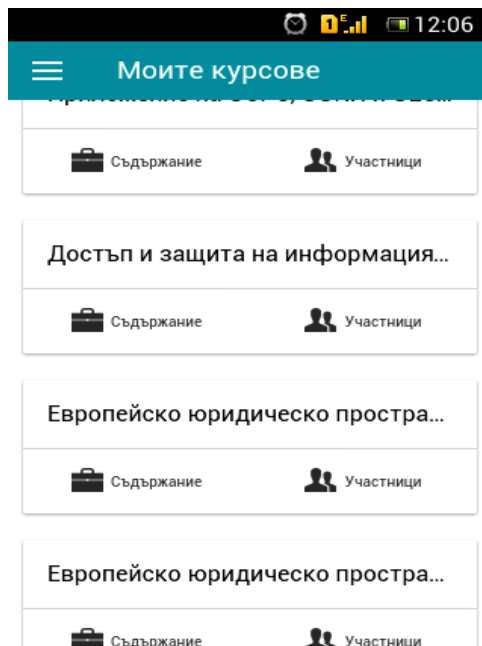 1 E 12:06
Моите курсове
Съдържание Участници
Достъп и защита на информация...
Съдържание Участници
Европейско юридическо простра...
Съдържание Участници
Европейско юридическо простра...
Съдържание Участници